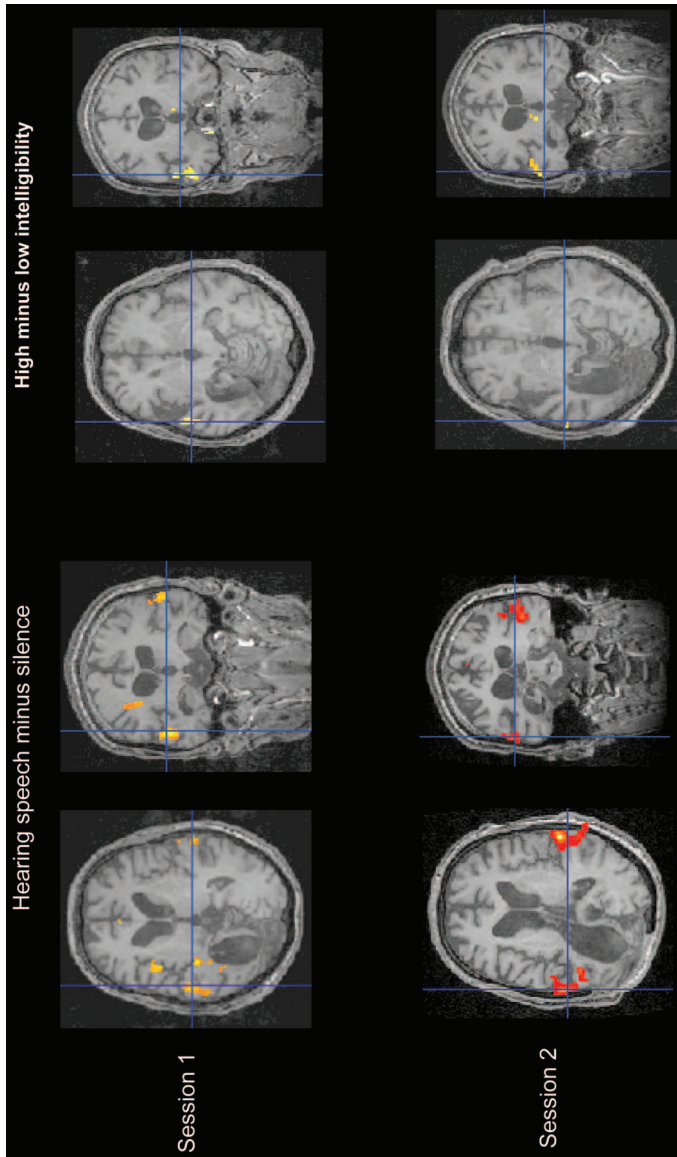 Hearing speech minus silence
High minus low intelligibility
Session 1
Session 2